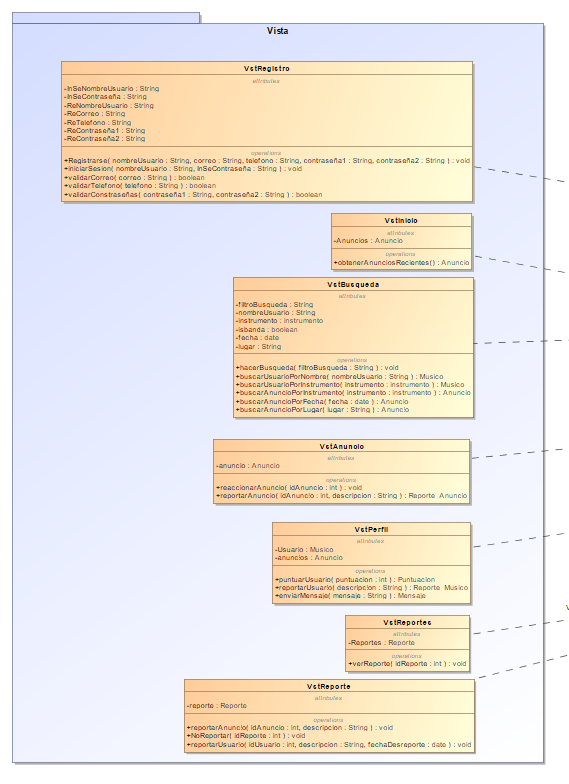 Vista
VstRegistro
attributes
-InSeNombreUsuario : String
-InSeContraseña : String
-ReNombreUsuario : String
-ReCorreo : String
-ReTelefono : String
-ReContraseña1 : String
-ReContraseña2 : String
operations
+Registrarse( nombreUsuario : String, correo : String, telefono : String, contraseña1 : String, contraseña2 : String ) : void
+iniciarSesion( nombreUsuario : String, InSeContraseña : String ) : void
+validarCorreo( correo : String ) : boolean
+validarTelefono( telefono : String ) : boolean
+validarConstraseñas( contraseña1 : String, contraseña2 : String ) : boolean
VstInicio
attributes
-Anuncios : Anuncio
operations
+obtenerAnunciosRecientes( ) : Anuncio
VstBusqueda
attributes
-filtroBusqueda : String
-nombreUsuario : String
-instrumento : instrumento
-isbanda : boolean
-fecha : date
-lugar : String
operations
+hacerBusqueda( filtroBusqueda : String ) : void
+buscarUsuarioPorNombre( nombreUsuario : String ) : Musico
+buscarUsuarioPorInstrumento( instrumento : instrumento ) : Musico
+buscarAnuncioPorInstrumento( instrumento : instrumento ) : Anuncio
+buscarAnuncioPorFecha( fecha : date ) : Anuncio
+buscarAnuncioPorLugar( lugar : String ) : Anuncio
VstAnuncio
attributes
-anuncio : Anuncio
operations
+reaccionarAnuncio( idAnuncio : int ) : void
+reportarAnuncio( idAnuncio : int, descripcion : String ) : Reporte_Anuncio
VstPerfil
attributes
-Usuario : Musico
-anuncios : Anuncio
operations
+puntuarUsuario( puntuacion : int ) : Puntuacion
+reportarUsuario( descripcion : String ) : Reporte_Musico
+enviarMensaje( mensaje : String ) : Mensaje
VstReportes
attributes
-Reportes : Reporte
operations
+verReporte( idReporte : int ) : void
VstReporte
attributes
-reporte : Reporte
operations
+reportarAnuncio( idAnuncio : int, descripcion : String ) : void
+NoReportar( idReporte : int ) : void
+reportarUsuario( idUsuario : int, descripcion : String, fechaDesreporte : date ) : void